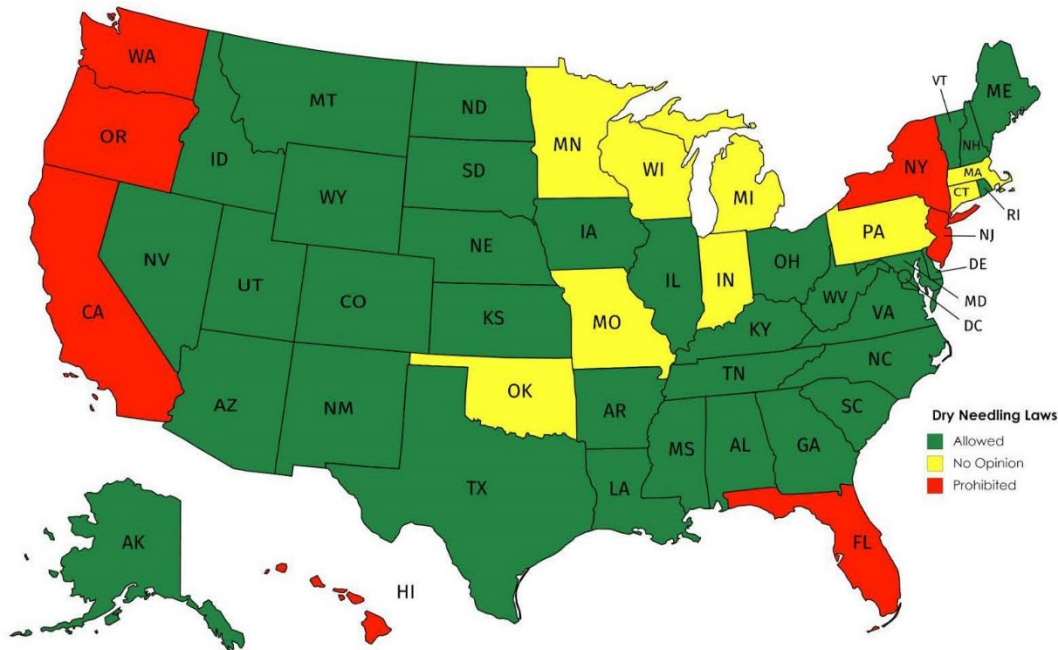 WA
OR
CA
NV
ID
MT
WY
UT
AZ
CO
NM
ND
SD
NE
KS
OK
TX
MN
IA
MO
AR
LA
WI
IL
MI
IN
OH
KY
TN
MS
AL
GA
FL
SC
NC
VA
WV
PA
NY
VT
NH
ME
MA
CT
RI
NJ
DE
MD
DC
AK
HI
Dry Needling Laws
Allowed
No Opinion
Prohibited